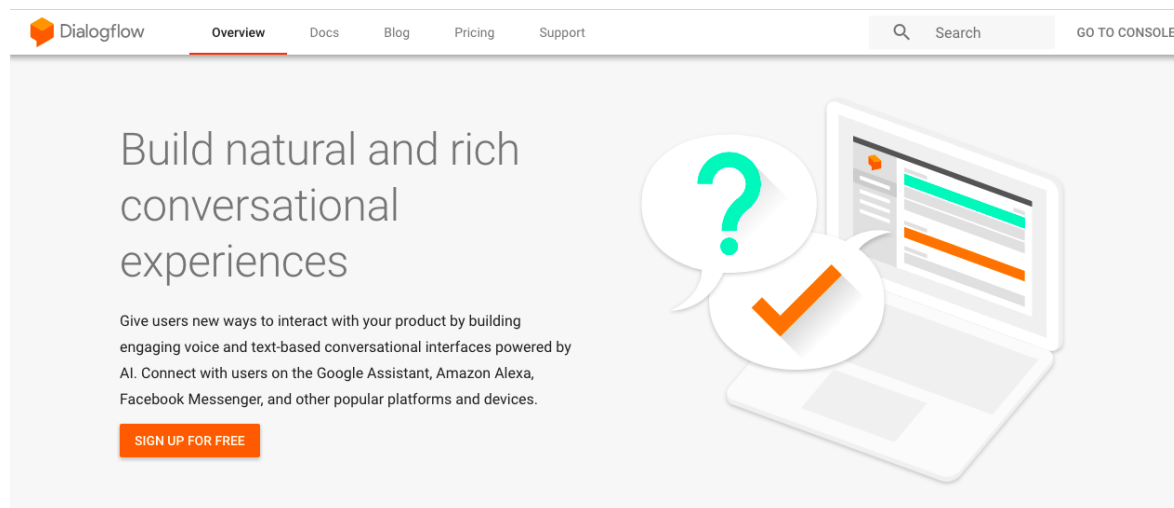 Dialogflow
Overview
Docs
Blog
Pricing
Support
Search
GO TO CONSOLE
Build natural and rich
conversational
experiences
Give users new ways to interact with your product by building
engaging voice and text-based conversational interfaces powered by
AI. Connect with users on the Google Assistant, Amazon Alexa,
Facebook Messenger, and other popular platforms and devices.
SIGN UP FOR FREE
?